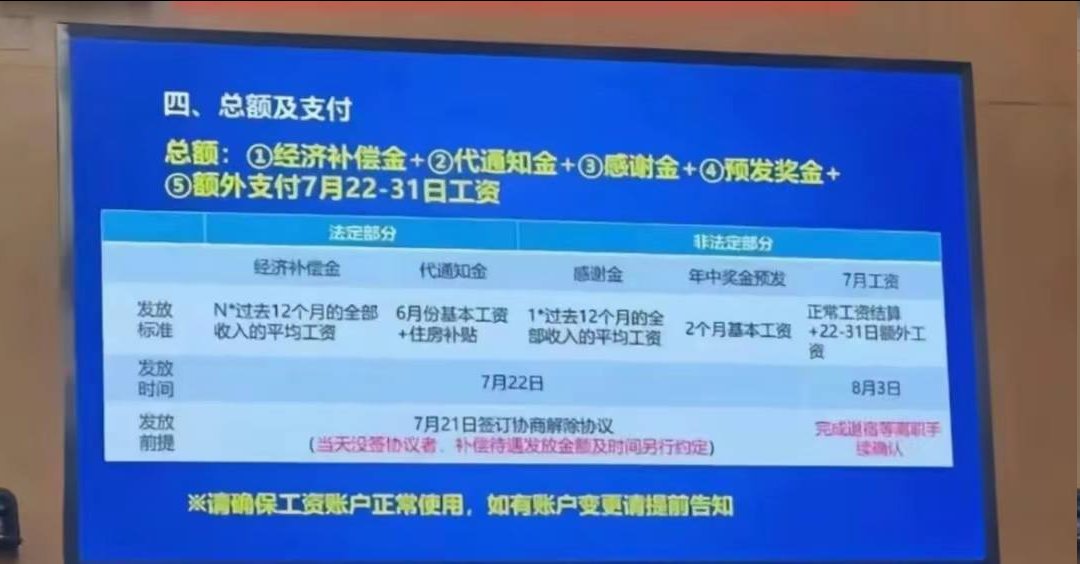 四、总额及支付
总额：①经济补偿金+②代通知金+③感谢金+④预发奖金+
⑤额外支付7月22-31日工资
法定部分 非法定部分
经济补偿金 代通知金 感谢金 年中奖金预发 7月工资
发放
标准
N*过去12个月的全部
收入的平均工资
6月份基本工资
+住房补贴
1*过去12个月的全
部收入的平均工资
2个月基本工资
正常工资结算
+22-31日额外工
资
发放
时间
7月22日
8月3日
发放
前提
7月21日签订协商解除协议
(当天没签协议者、补偿待遇发放金额及时间另行约定)
完成退宿等离职手
续确认
※请确保工资账户正常使用，如有账户变更请提前告知